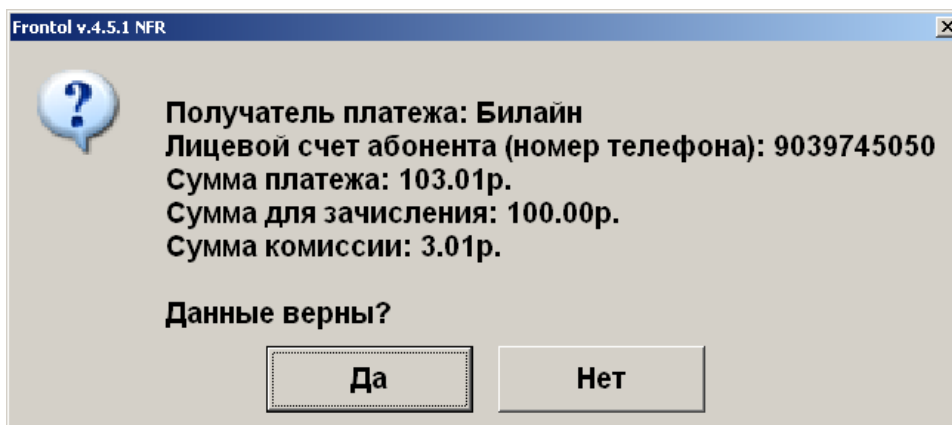 Frontol v.4.5.1 NFR
Получатель платежа: Билайн
Лицевой счет абонента (номер телефона): 9039745050
Сумма платежа: 103.01р.
Сумма для зачисления: 100.00р.
Сумма комиссии: 3.01р.
Данные верны?
Да Нет